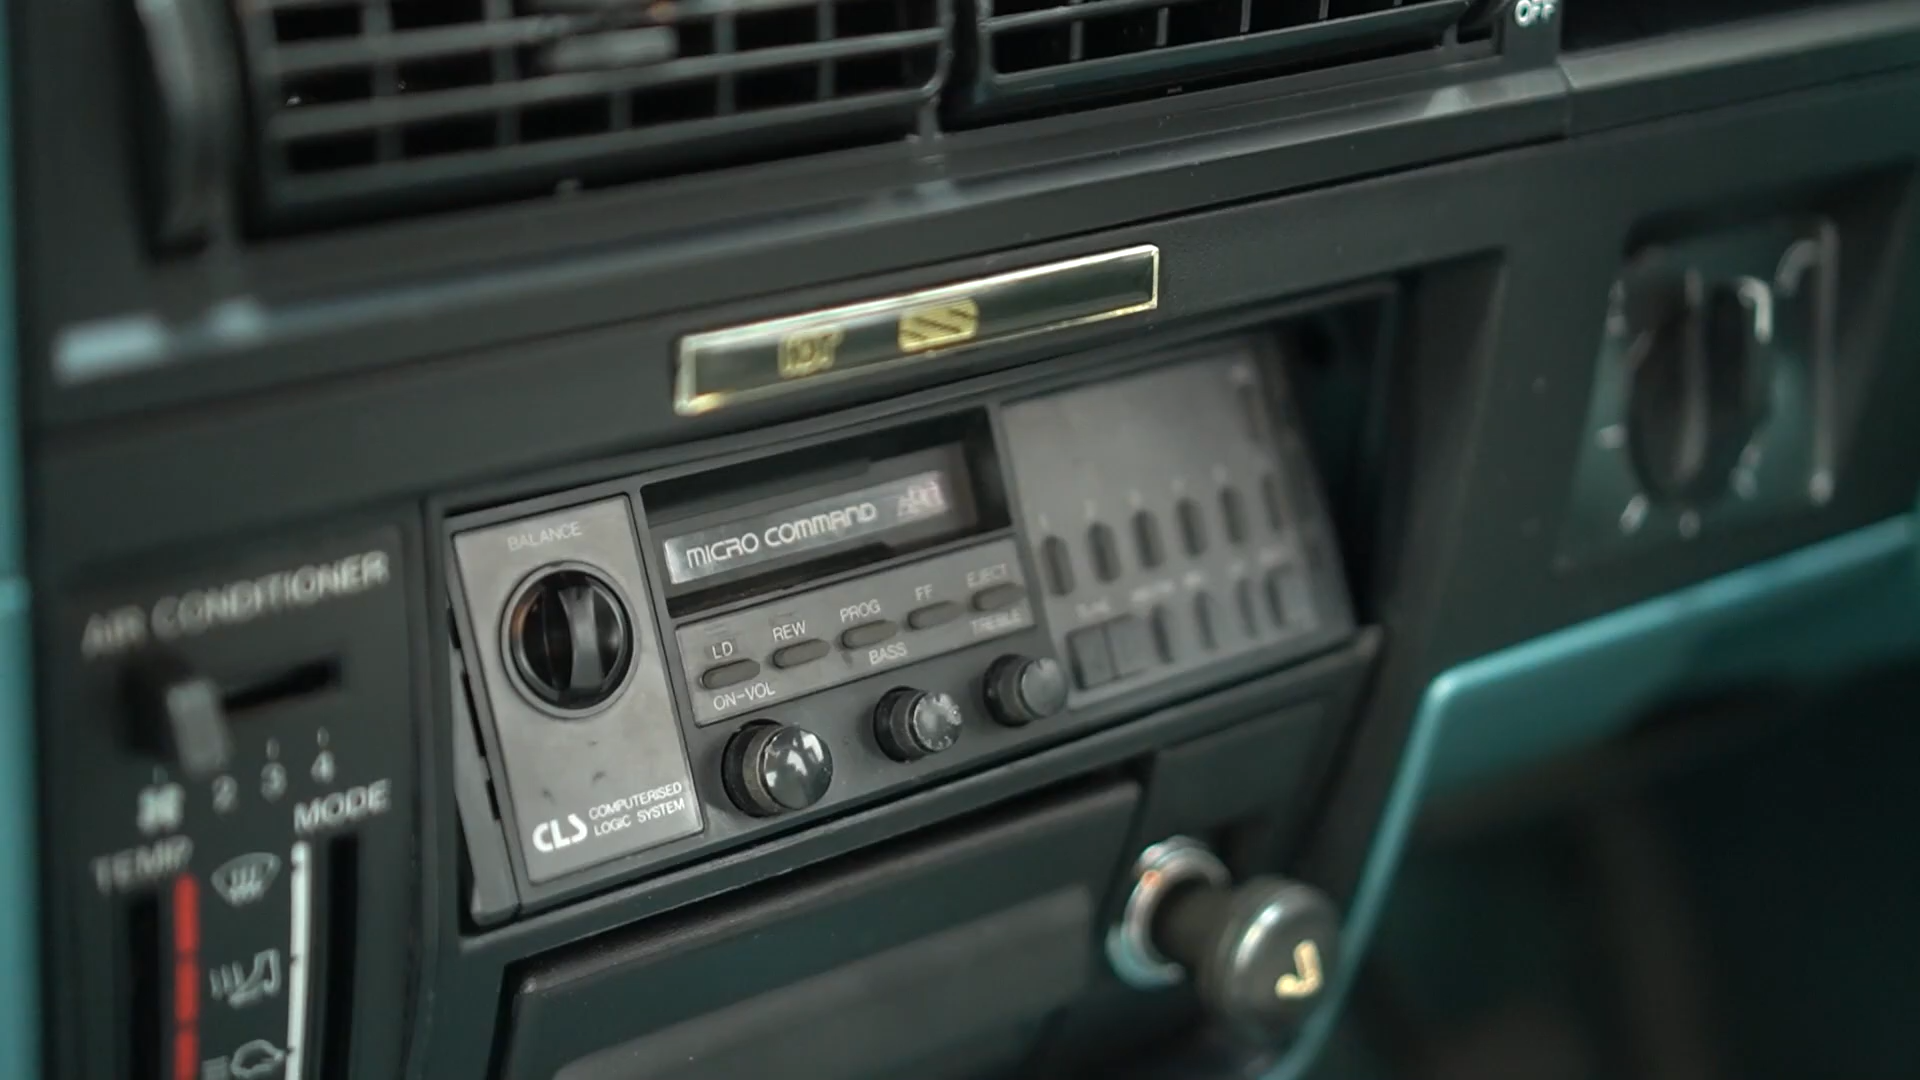 OFF
BALANCE
MICRO COMMAND
AIR CONDITIONER
LD
REW
PROG
FF
EJECT
ON-VOL
BASS
TREBLE
2
3
4
MODE
TEMP
CLS COMPUTERISED
LOGIC SYSTEM